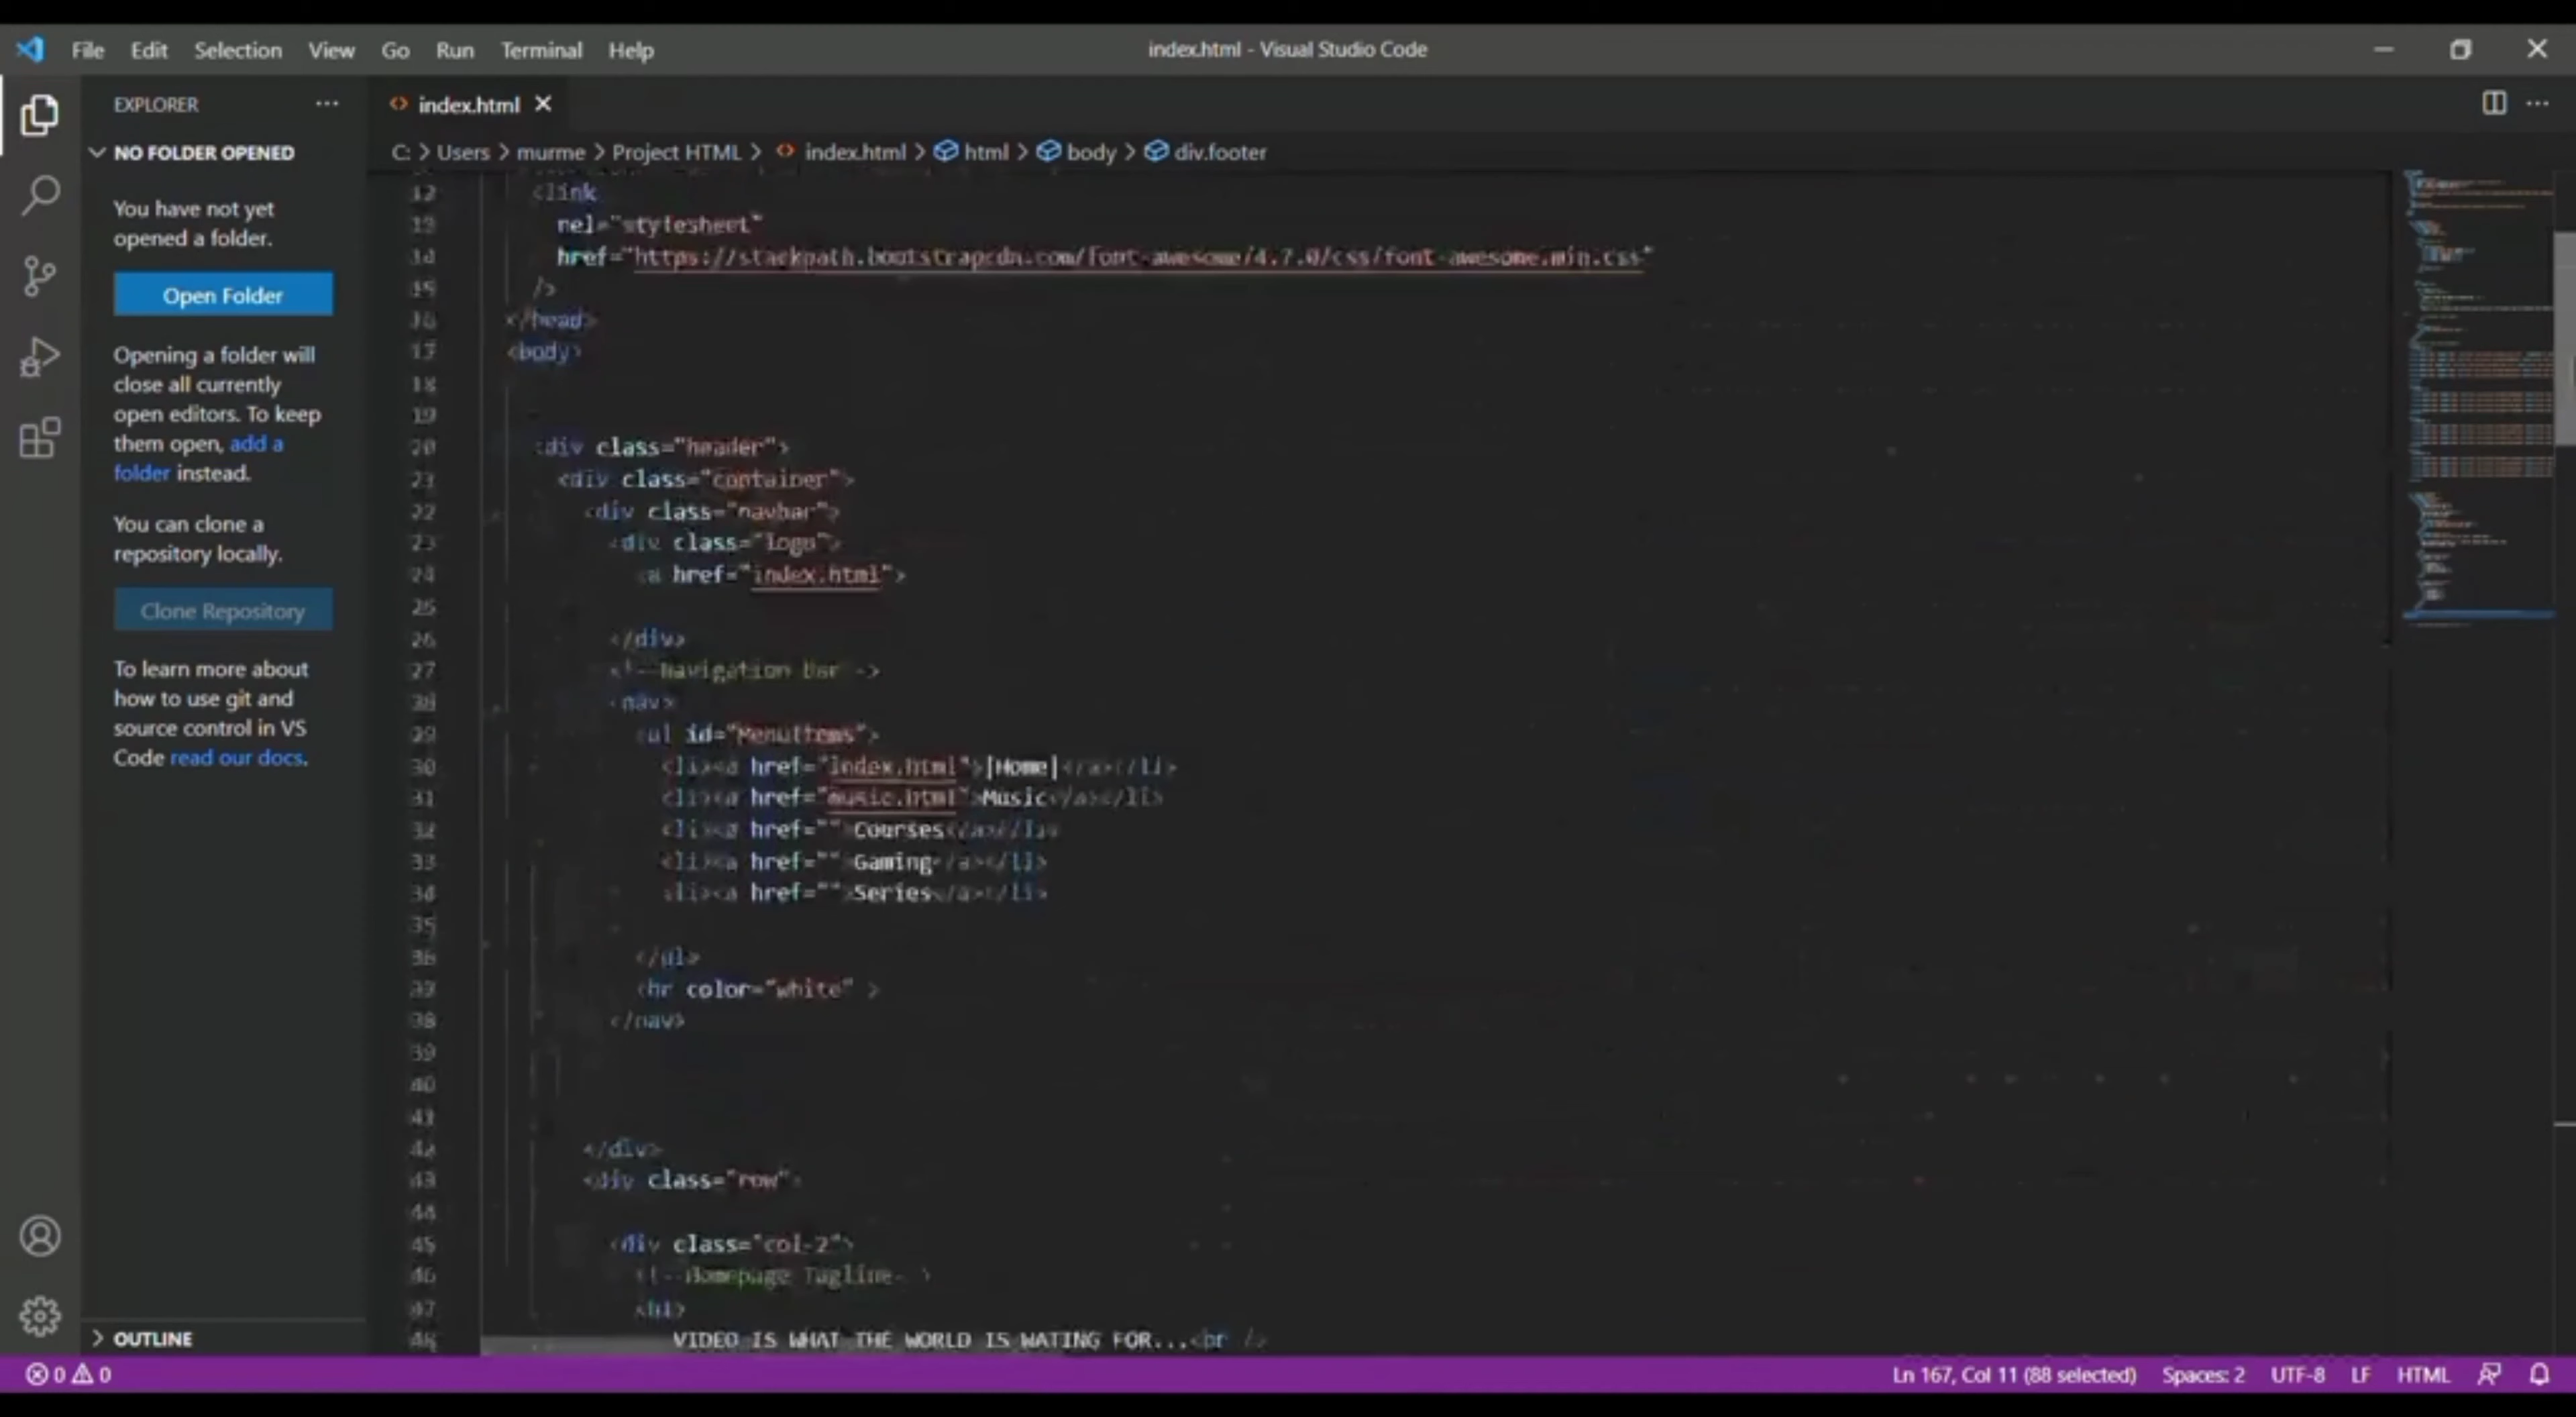 File Edit Selection View Go Run Terminal Help
index.html - Visual Studio Code
EXPLORER
index.html
NO FOLDER OPENED
C: > Users > murme > Project HTML > index.html > html > body > div.footer
You have not yet
opened a folder.
Open Folder
Opening a folder will
close all currently
open editors. To keep
them open, add a
folder instead.
You can clone a
repository locally.
Clone Repository
To learn more about
how to use git and
source control in VS
Code read our docs.
OUTLINE
12 <link
13 rel="stylesheet"
14 href="https://stackpath.bootstrapcdn.com/font-awesome/4.7.0/css/font-awesome.min.css"
15 />
16 </head>
17 <body>
18
19
20 <div class="header">
21 <div class="container">
22 <div class="navbar">
23 <div class="logo">
24 <a href="index.html">
25
26 </div>
27 <!--Navigation Bar -->
28 <nav>
29 <ul id="MenuItems">
30 <li><a href="index.html">[Home]</a></li>
31 <li><a href="music.html">Music</a></li>
32 <li><a href="">Courses</a></li>
33 <li><a href="">Gaming</a></li>
34 <li><a href="">Series</a></li>
35
36 </ul>
37 <hr color="white" >
38 </nav>
39
40
41
42 </div>
43 <div class="row">
44
45 <div class="col-2">
46 <!--Homepage Tagline-->
47 <h1>
48 VIDEO IS WHAT THE WORLD IS WATING FOR...<br />
0 0
Ln 167, Col 11 (88 selected) Spaces: 2 UTF-8 LF HTML